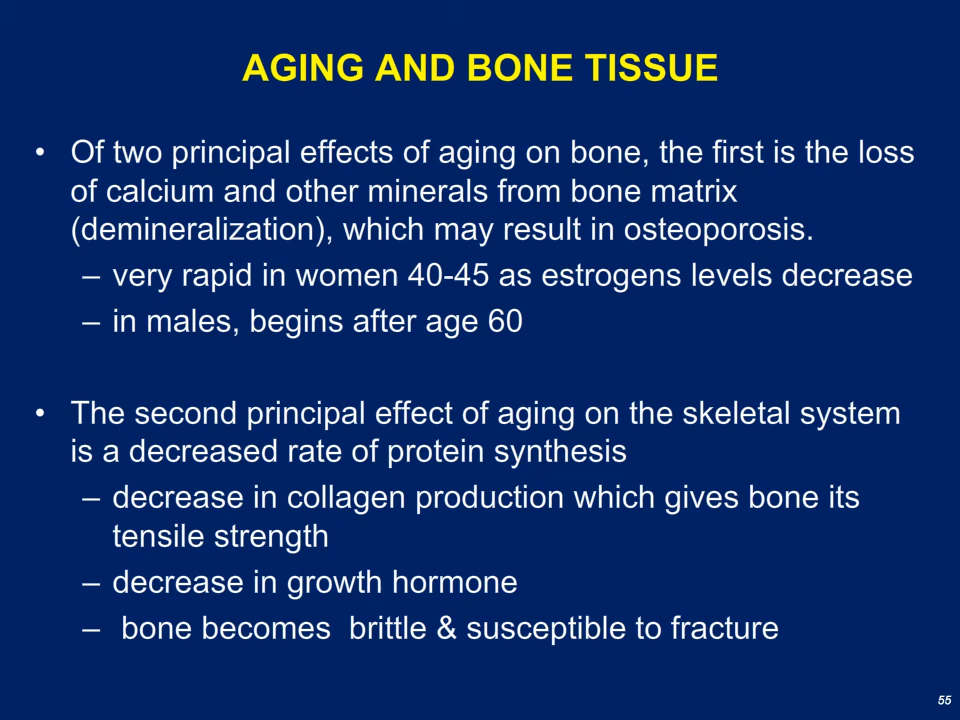 AGING AND BONE TISSUE
• Of two principal effects of aging on bone, the first is the loss
of calcium and other minerals from bone matrix
(demineralization), which may result in osteoporosis.
– very rapid in women 40-45 as estrogens levels decrease
– in males, begins after age 60
• The second principal effect of aging on the skeletal system
is a decreased rate of protein synthesis
– decrease in collagen production which gives bone its
tensile strength
– decrease in growth hormone
– bone becomes brittle & susceptible to fracture
55